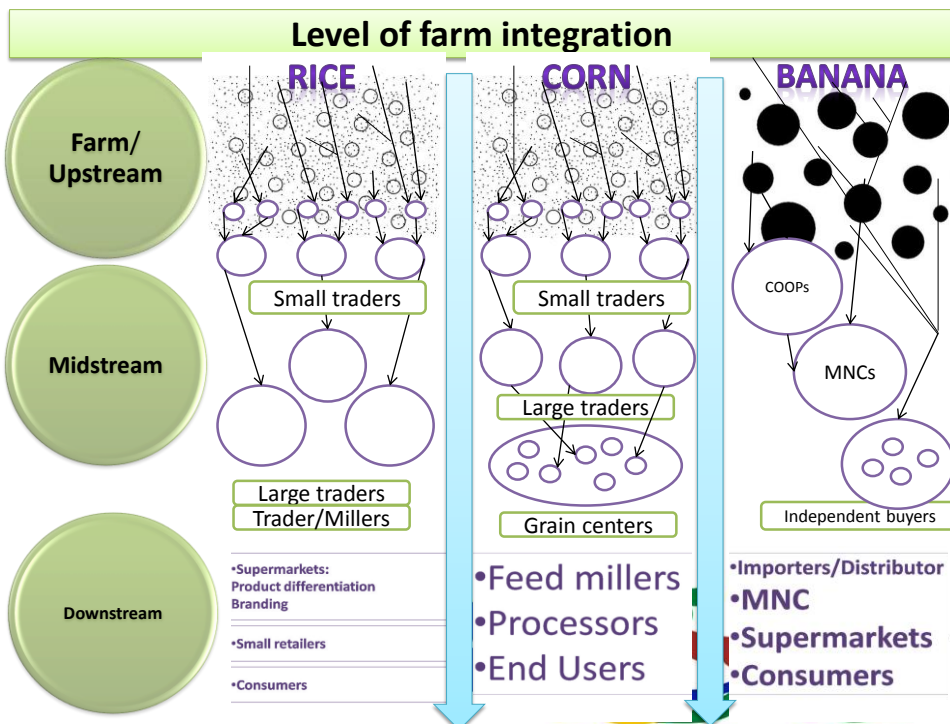 Level of farm integration
RICE
CORN
BANANA
Farm/
Upstream
Small traders
Small traders
COOPs
Midstream
MNCs
Large traders
Large traders
Trader/Millers
Grain centers
Independent buyers
Downstream
•Supermarkets:
Product differentiation
Branding
•Small retailers
•Consumers
•Feed millers
•Processors
•End Users
•Importers/Distributor
•MNC
•Supermarkets
•Consumers